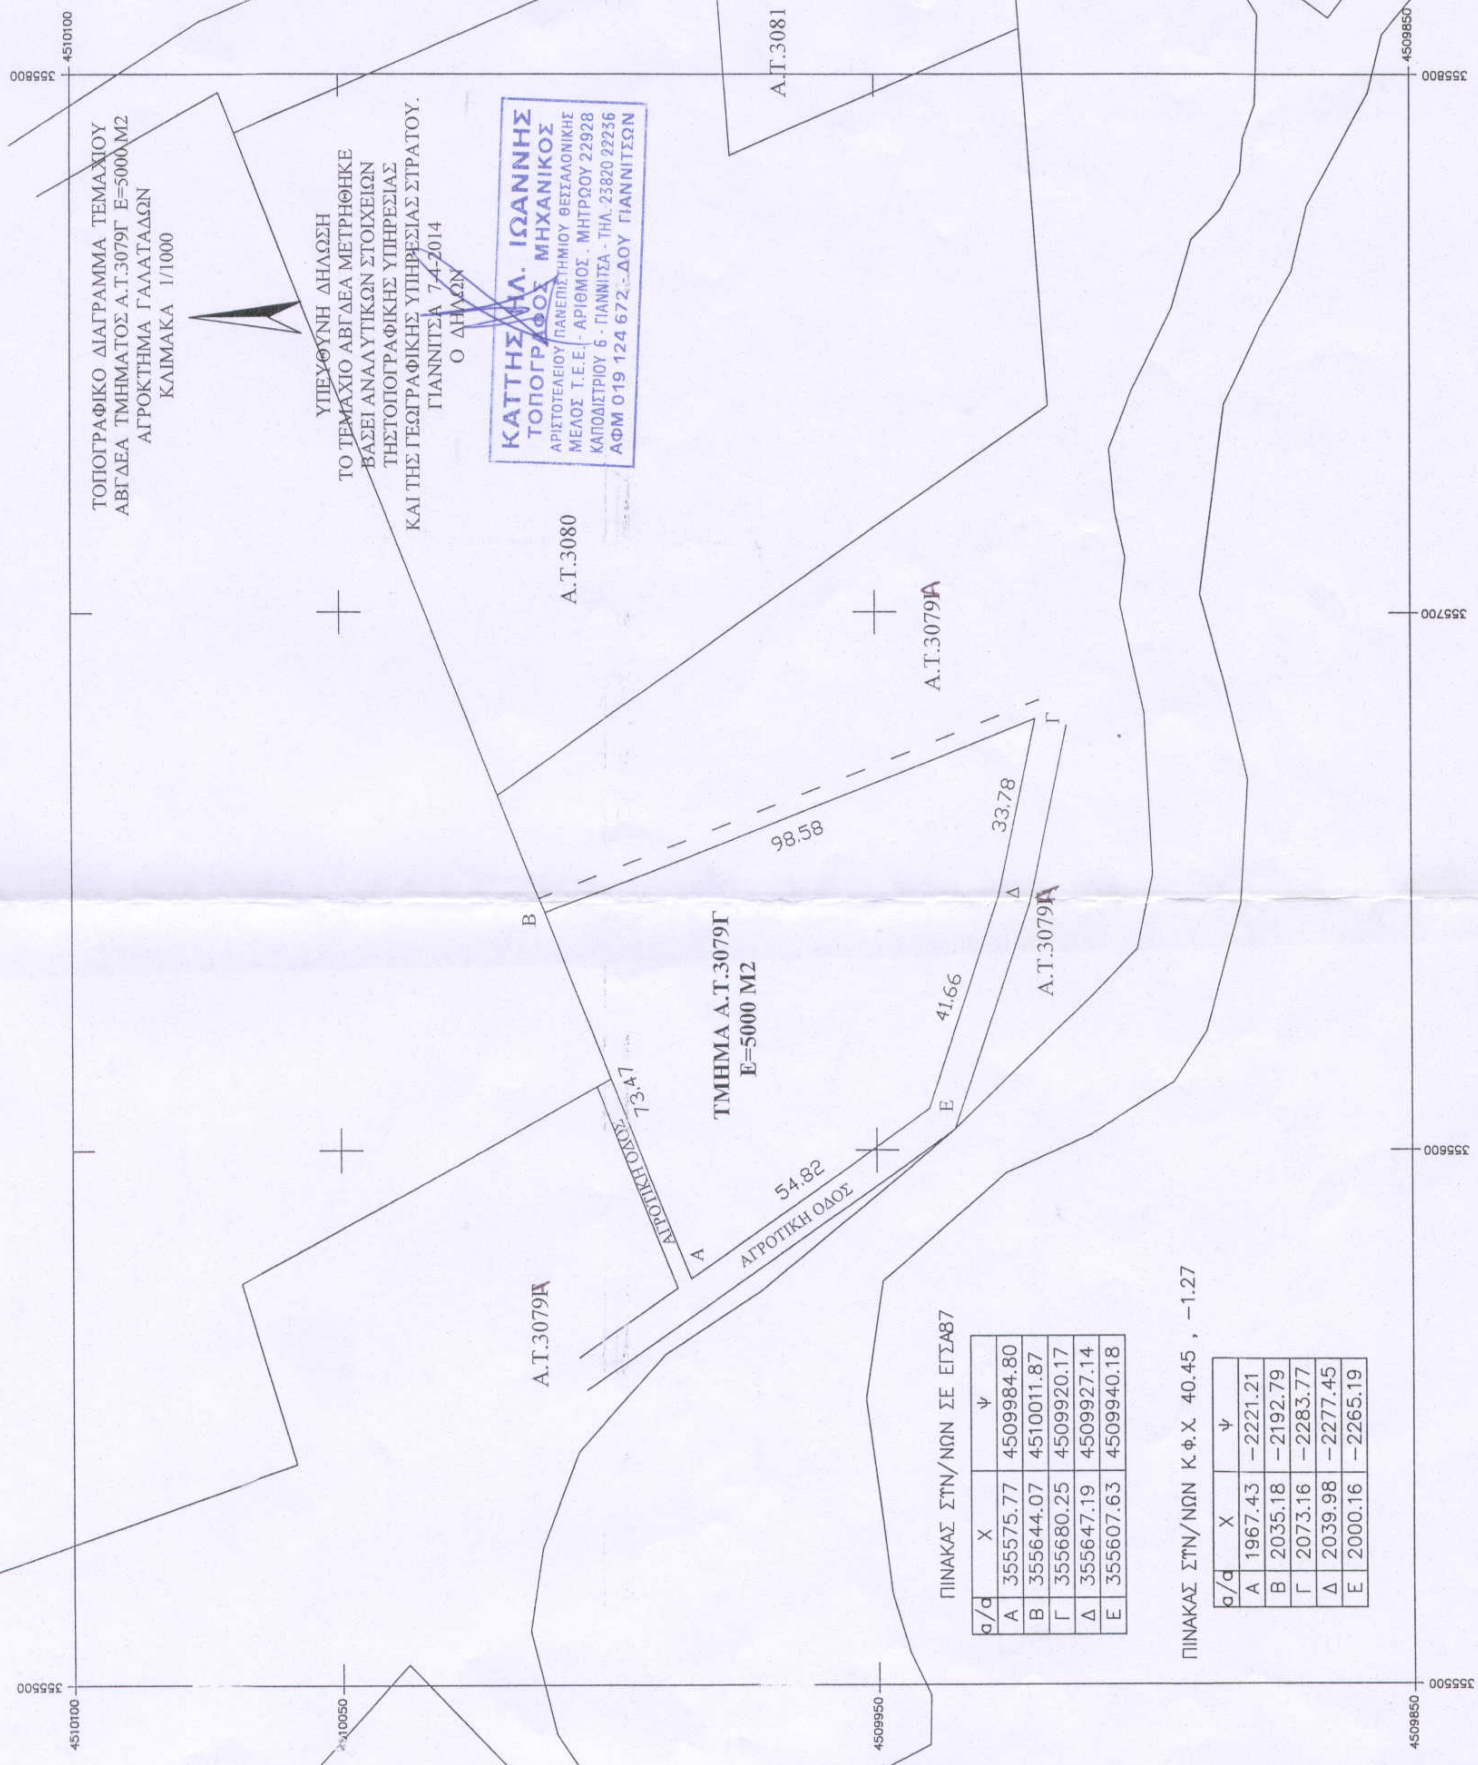 ΤΟΠΟΓΡΑΦΙΚΟ ΔΙΑΓΡΑΜΜΑ ΤΕΜΑΧΙΟΥ
ΑΒΓΔΕΑ ΤΜΗΜΑΤΟΣ Α.Τ.3079Γ Ε=5000Μ2
ΑΓΡΟΚΤΗΜΑ ΓΑΛΑΤΑΔΩΝ
ΚΛΙΜΑΚΑ 1/1000
ΥΠΕΥΘΥΝΗ ΔΗΛΩΣΗ
ΤΟ ΤΕΜΑΧΙΟ ΑΒΓΔΕΑ ΜΕΤΡΗΘΗΚΕ
ΒΑΣΕΙ ΑΝΑΛΥΤΙΚΩΝ ΣΤΟΙΧΕΙΩΝ
ΤΗΣΤΟΠΟΓΡΑΦΙΚΗΣ ΥΠΗΡΕΣΙΑΣ
ΚΑΙ ΤΗΣ ΓΕΩΓΡΑΦΙΚΗΣ ΥΠΗΡΕΣΙΑΣ ΣΤΡΑΤΟΥ.
ΓΙΑΝΝΙΤΣΑ 7-4-2014
Ο ΔΗΛΩΝ
ΚΑΤΤΗΣ ΗΛ. ΙΩΑΝΝΗΣ
ΤΟΠΟΓΡΑΦΟΣ ΜΗΧΑΝΙΚΟΣ
ΑΡΙΣΤΟΤΕΛΕΙΟΥ ΠΑΝΕΠΙΣΤΗΜΙΟΥ ΘΕΣΣΑΛΟΝΙΚΗΣ
ΜΕΛΟΣ Τ.Ε.Ε. - ΑΡΙΘΜΟΣ. ΜΗΤΡΩΟΥ 22928
ΚΑΠΟΔΙΣΤΡΙΟΥ 6 - ΓΙΑΝΝΙΤΣΑ - ΤΗΛ. 23820 22236
ΑΦΜ 019 124 672 - ΔΟΥ ΓΙΑΝΝΙΤΣΩΝ
Α.Τ.3081
Α.Τ.3080
Α.Τ.3079Α
Α.Τ.3079Α
Α.Τ.3079Α
ΤΜΗΜΑ Α.Τ.3079Γ
Ε=5000 Μ2
Α
Β
Γ
Δ
Ε
73.47
98.58
33.78
41.66
54.82
ΑΓΡΟΤΙΚΗ ΟΔΟΣ
ΑΓΡΟΤΙΚΗ ΟΔΟΣ
ΠΙΝΑΚΑΣ ΣΤΝ/ΝΩΝ ΣΕ ΕΓΣΑ87
α/α Χ Ψ
Α 355575.77 4509984.80
Β 355644.07 4510011.87
Γ 355680.25 4509920.17
Δ 355647.19 4509927.14
Ε 355607.63 4509940.18
ΠΙΝΑΚΑΣ ΣΤΝ/ΝΩΝ Κ.Φ.Χ. 40.45 , -1.27
α/α Χ Ψ
Α 1967.43 -2221.21
Β 2035.18 -2192.79
Γ 2073.16 -2283.77
Δ 2039.98 -2277.45
Ε 2000.16 -2265.19
4510100
4509850
355800
355800
355700
355600
355500
355500
4510100
4510050
4509950
4509850